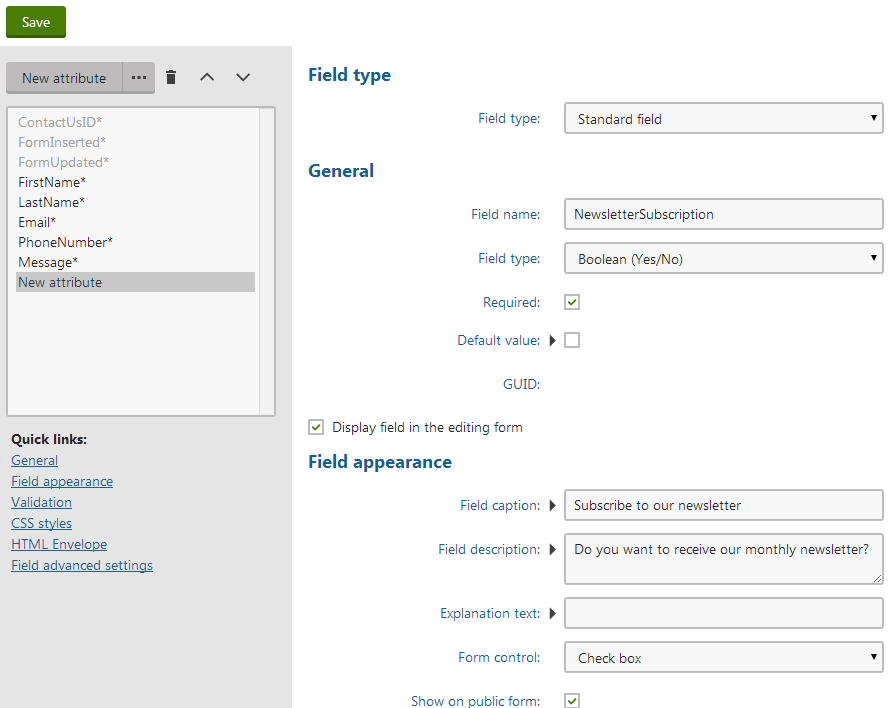 Save
New attribute
ContactUsID*
FormInserted*
FormUpdated*
FirstName*
LastName*
Email*
PhoneNumber*
Message*
New attribute
Quick links:
General
Field appearance
Validation
CSS styles
HTML Envelope
Field advanced settings
Field type
Field type: Standard field
General
Field name: NewsletterSubscription
Field type: Boolean (Yes/No)
Required:
Default value:
GUID:
Display field in the editing form
Field appearance
Field caption: Subscribe to our newsletter
Field description: Do you want to receive our monthly newsletter?
Explanation text:
Form control: Check box
Show on public form: